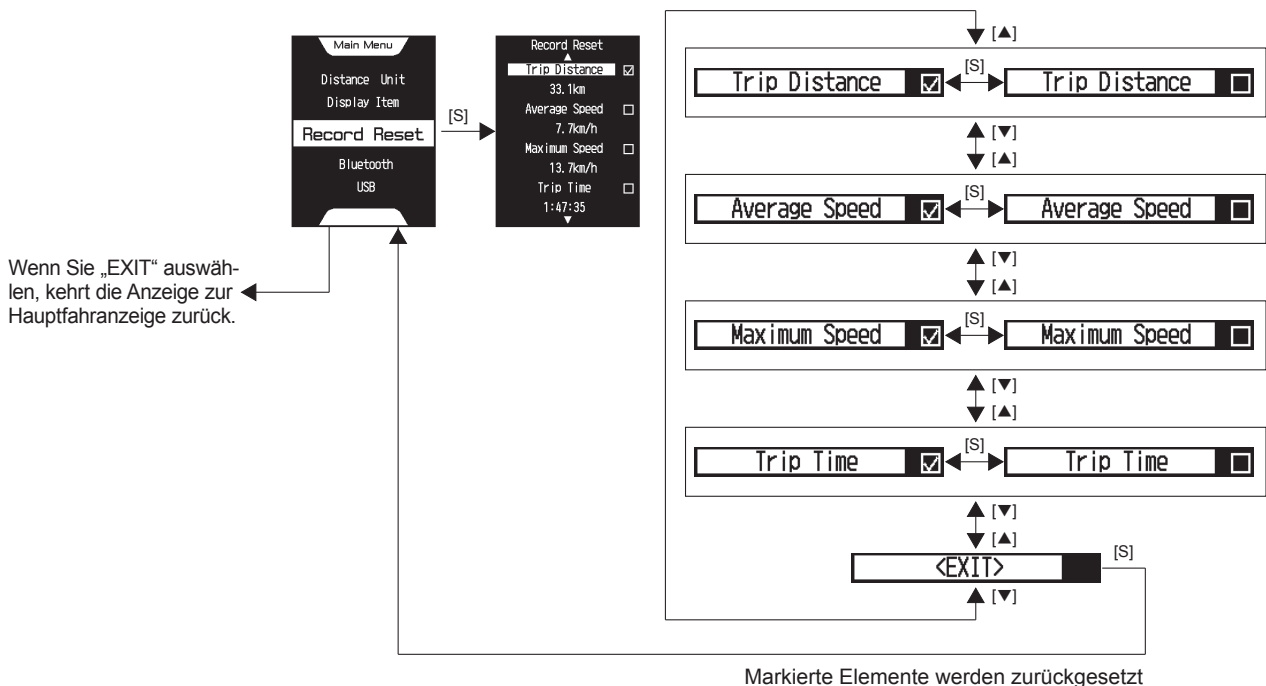 Main Menu
Distance Unit
Display Item
Record Reset
Bluetooth
USB
[S]
Record Reset
▲
Trip Distance ☑
33.1km
Average Speed ☐
7.7km/h
Maximum Speed ☐
13.7km/h
Trip Time ☐
1:47:35
▼
Wenn Sie „EXIT“ auswäh-
len, kehrt die Anzeige zur
Hauptfahranzeige zurück.
[▲]
Trip Distance ☑ [S] Trip Distance ☐
[▼]
[▲]
Average Speed ☑ [S] Average Speed ☐
[▼]
[▲]
Maximum Speed ☑ [S] Maximum Speed ☐
[▼]
[▲]
Trip Time ☑ [S] Trip Time ☐
[▼]
[▲]
<EXIT> [S]
[▼]
Markierte Elemente werden zurückgesetzt